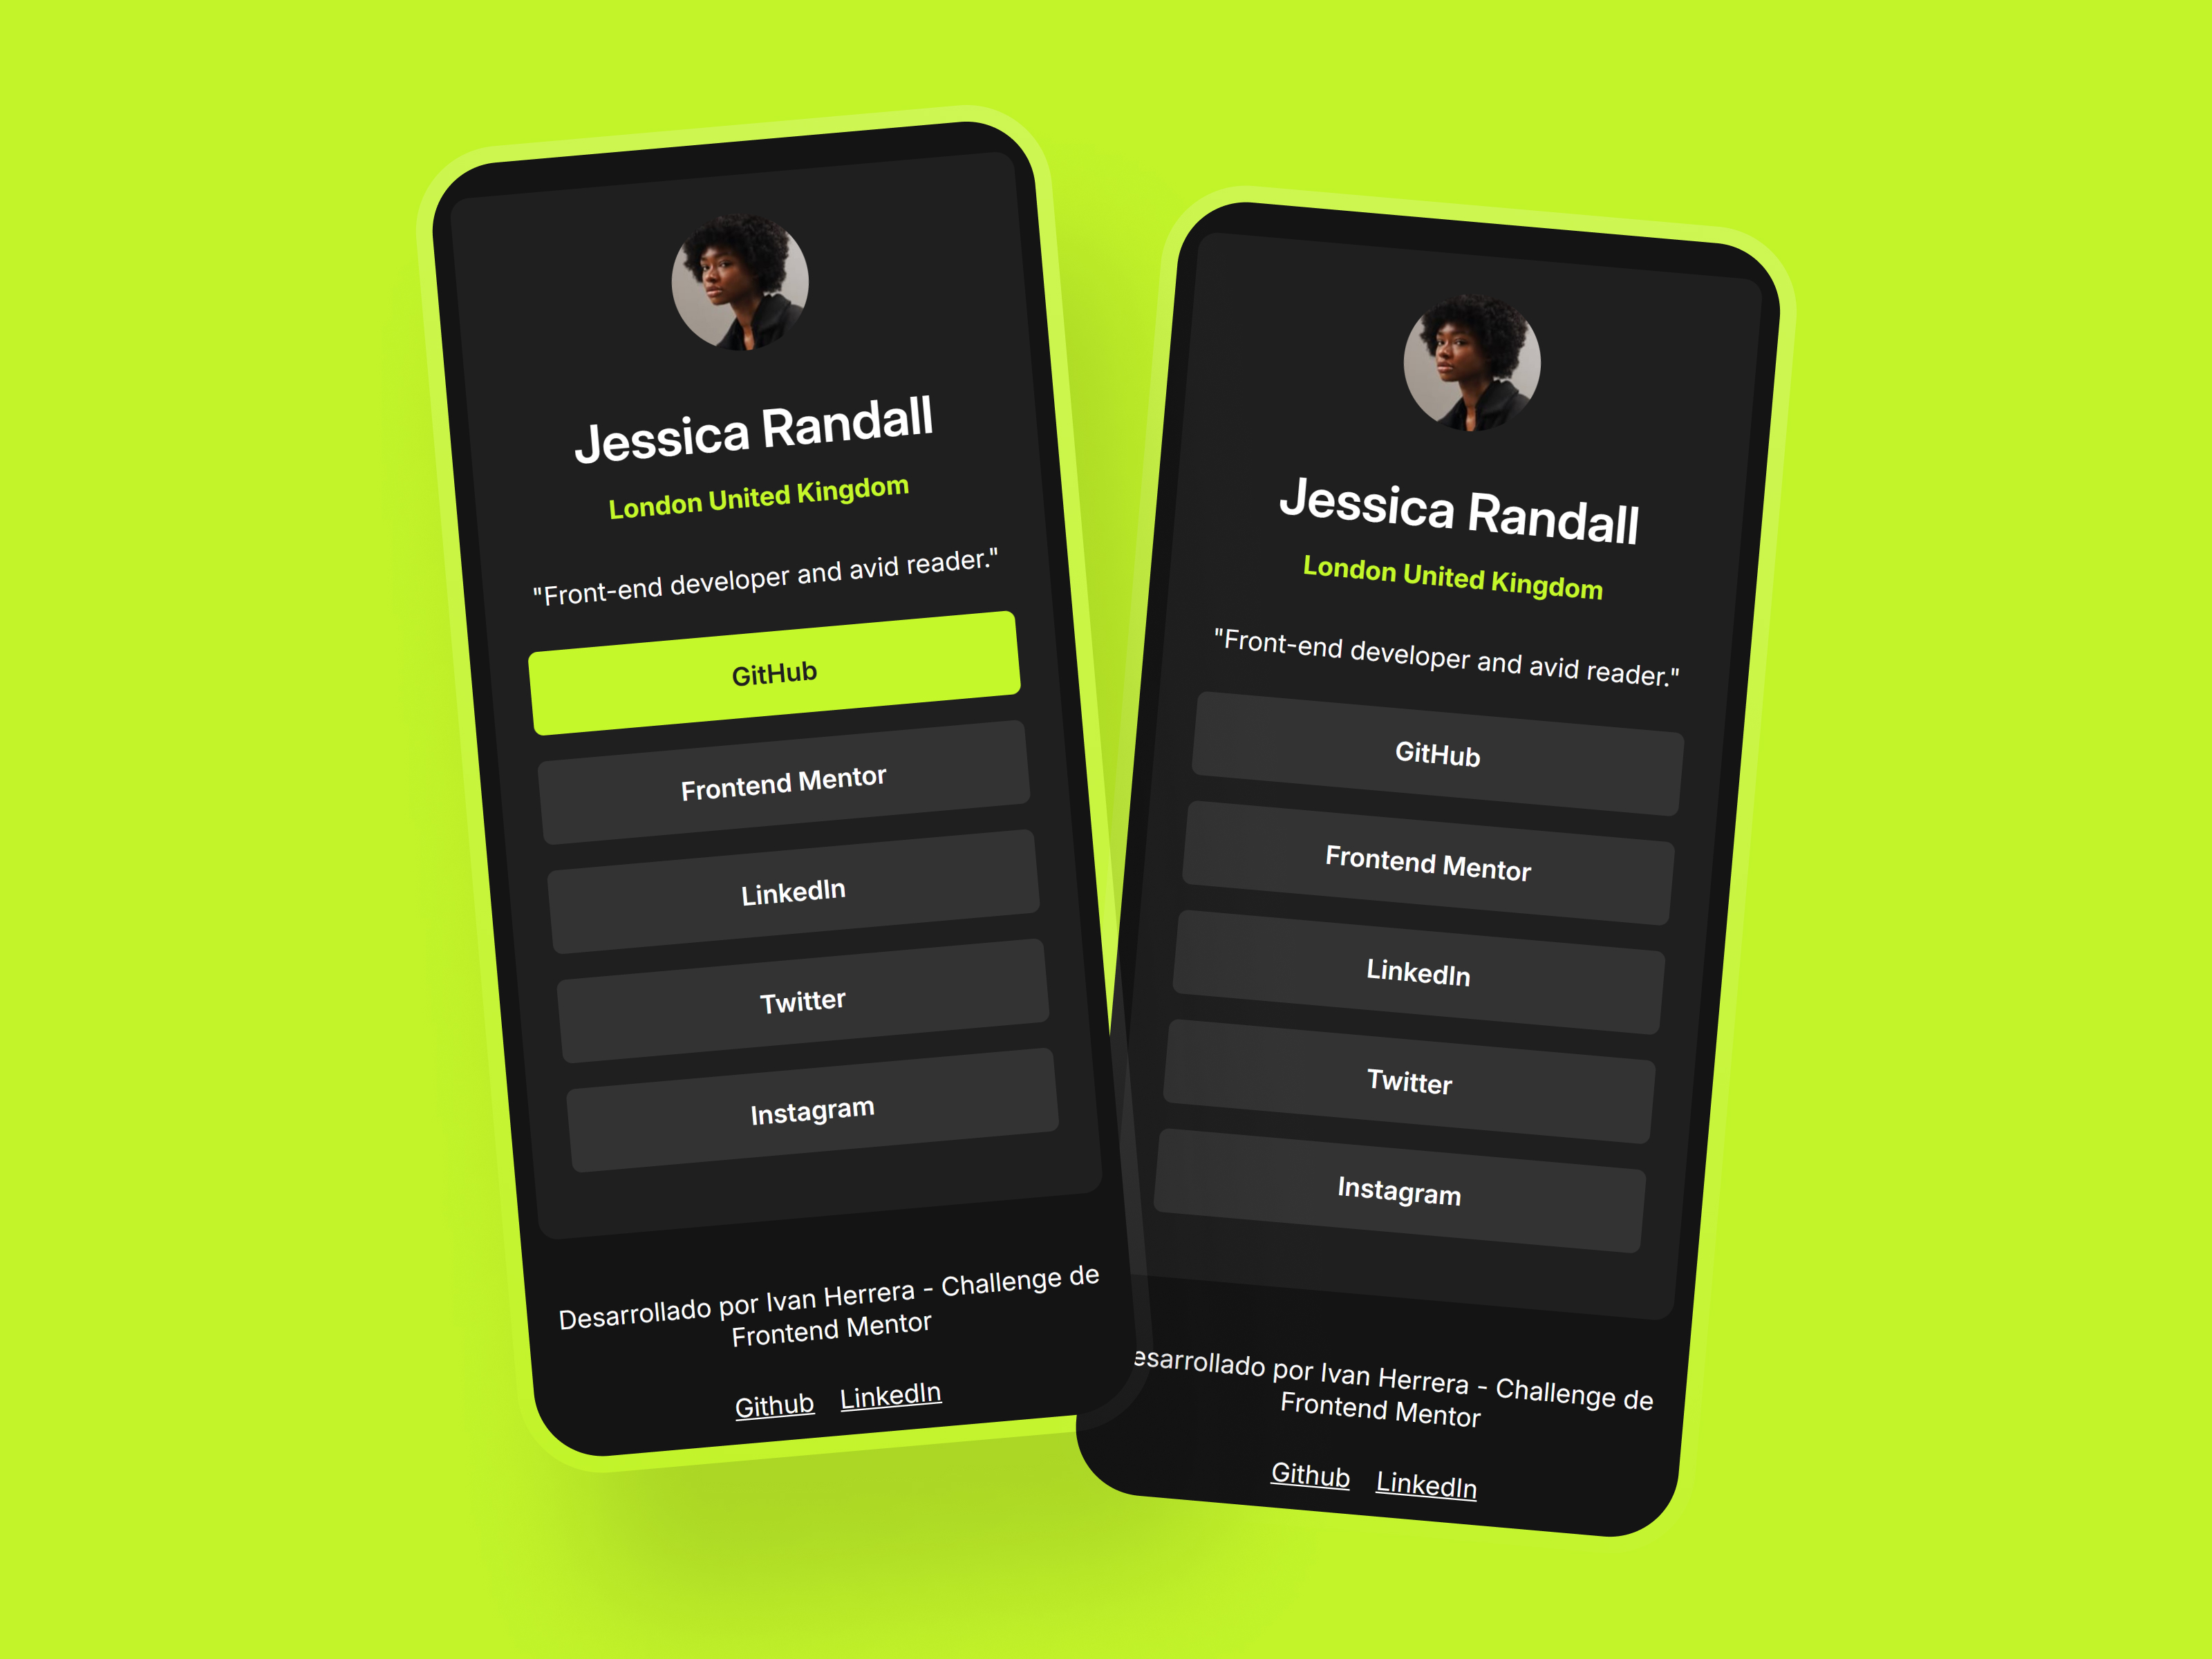 Jessica Randall
London United Kingdom
"Front-end developer and avid reader."
GitHub
Frontend Mentor
LinkedIn
Twitter
Instagram
Desarrollado por Ivan Herrera - Challenge de
Frontend Mentor
Github LinkedIn
Jessica Randall
London United Kingdom
"Front-end developer and avid reader."
GitHub
Frontend Mentor
LinkedIn
Twitter
Instagram
esarrollado por Ivan Herrera - Challenge de
Frontend Mentor
Github LinkedIn